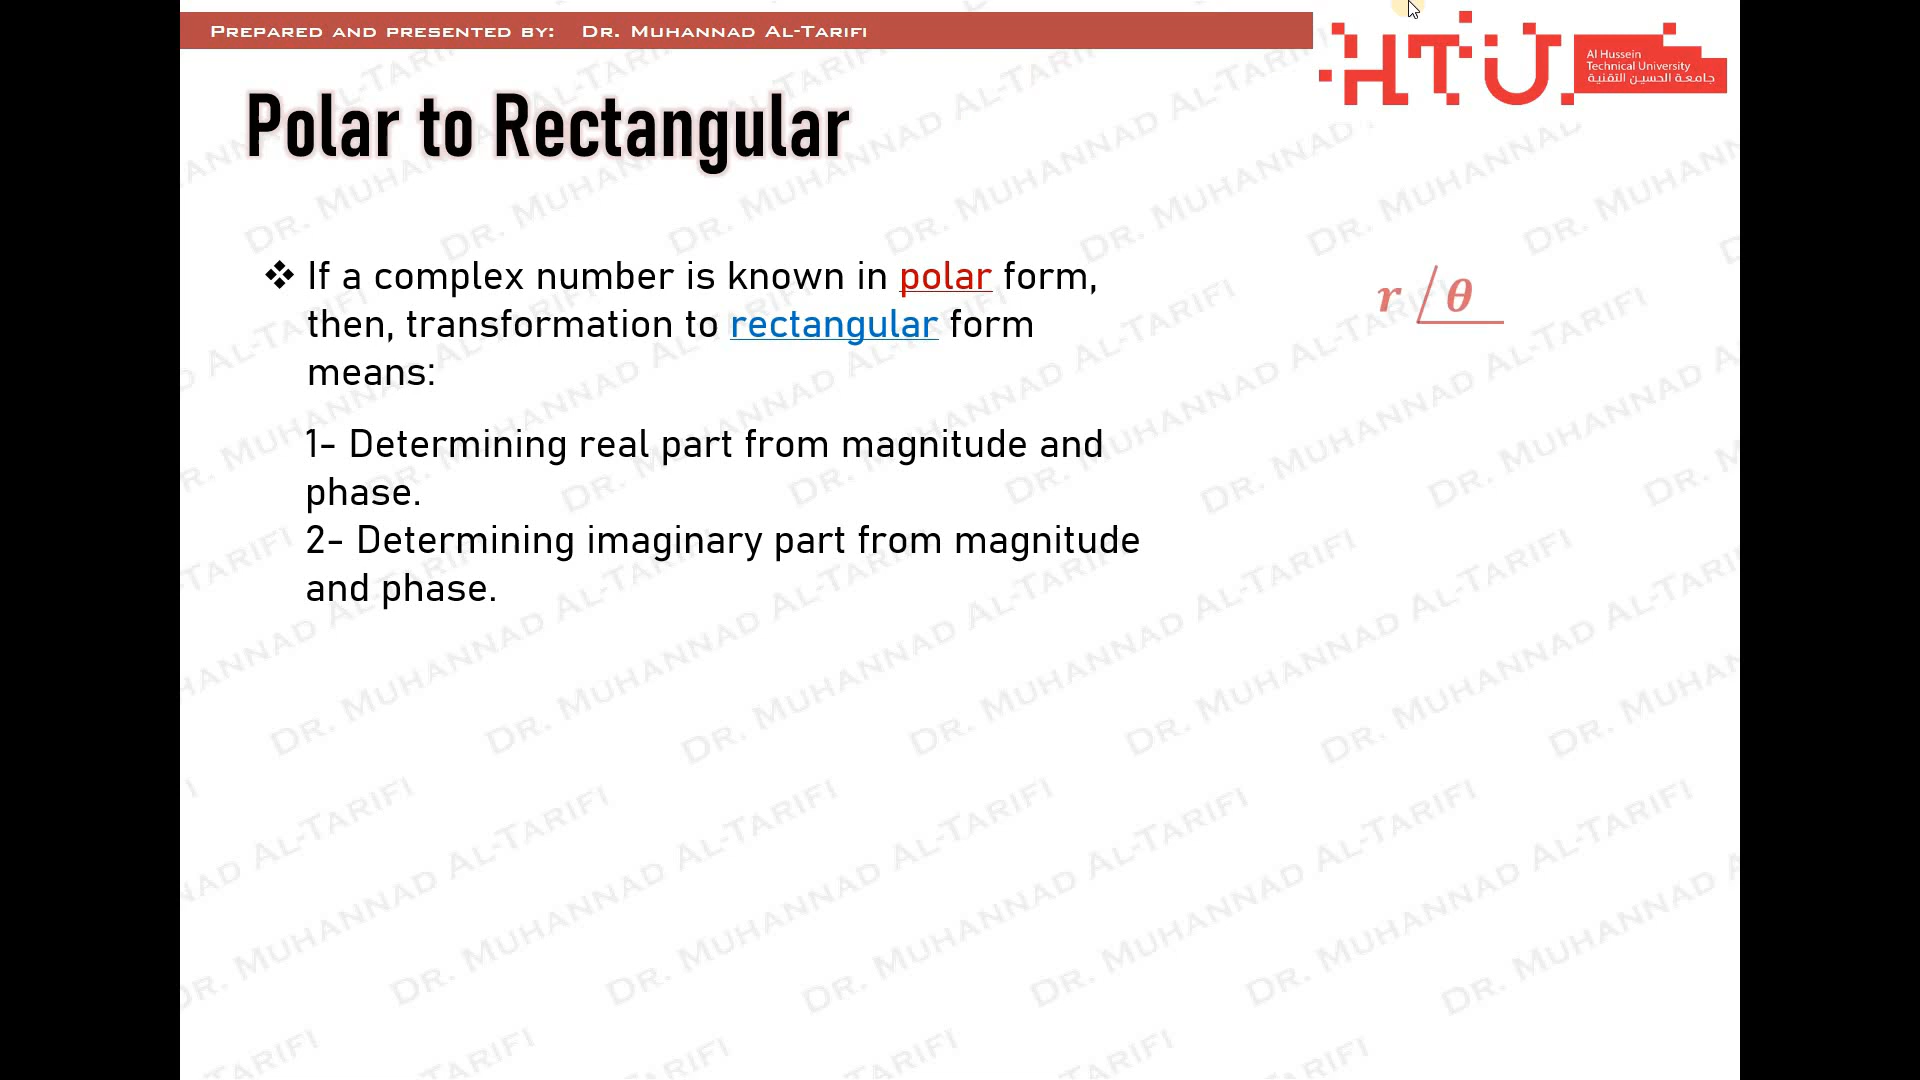 PREPARED AND PRESENTED BY: DR. MUHANNAD AL-TARIFI
HTU
Al Hussein
Technical University
جامعة الحسين التقنية
Polar to Rectangular
❖ If a complex number is known in polar form,
then, transformation to rectangular form
means:
r ∠θ
1- Determining real part from magnitude and
phase.
2- Determining imaginary part from magnitude
and phase.
DR. MUHANNAD AL-TARIFI